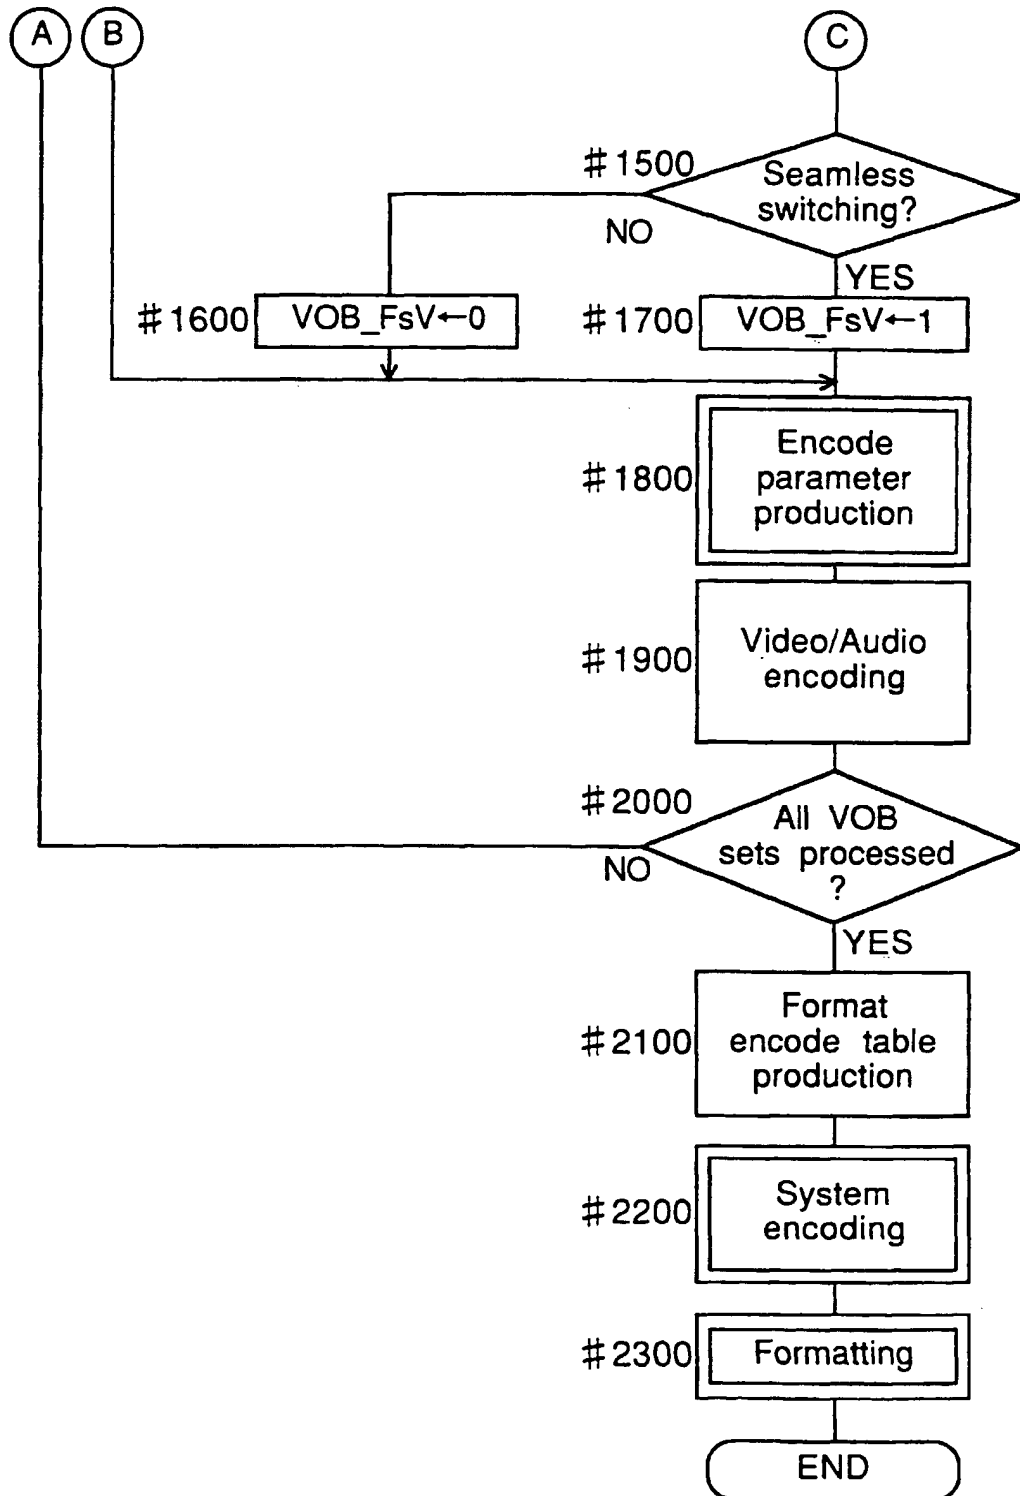 A B C
#1500
Seamless
switching?
NO
YES
#1600 VOB_FsV←0
#1700 VOB_FsV←1
#1800
Encode
parameter
production
#1900
Video/Audio
encoding
#2000
All VOB
sets processed
?
NO
YES
#2100
Format
encode table
production
#2200
System
encoding
#2300 Formatting
END